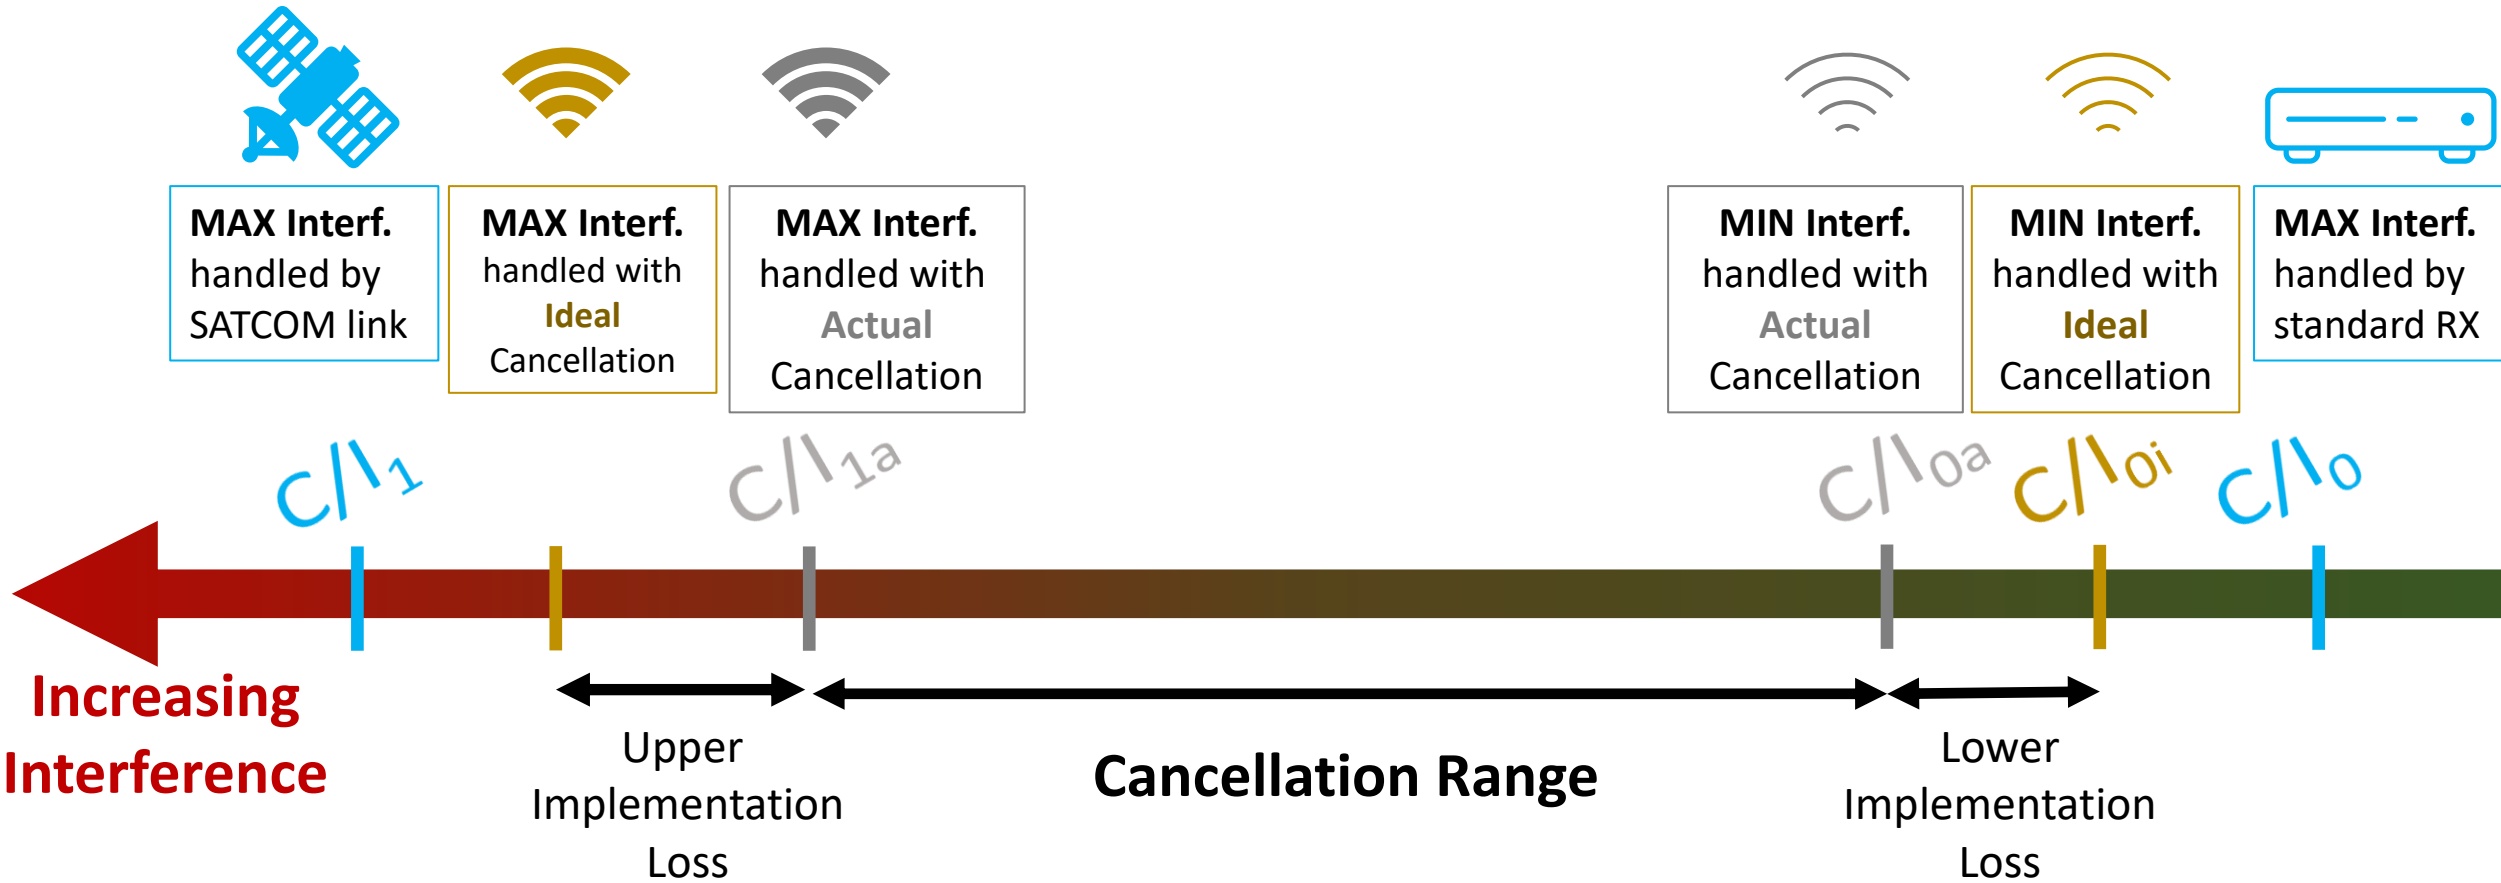 MAX Interf.
handled by
SATCOM link
MAX Interf.
handled with
Ideal
Cancellation
MAX Interf.
handled with
Actual
Cancellation
MIN Interf.
handled with
Actual
Cancellation
MIN Interf.
handled with
Ideal
Cancellation
MAX Interf.
handled by
standard RX
C/I1
C/I1a
C/I0a
C/I0i
C/I0
Increasing
Interference
Upper
Implementation
Loss
Cancellation Range
Lower
Implementation
Loss